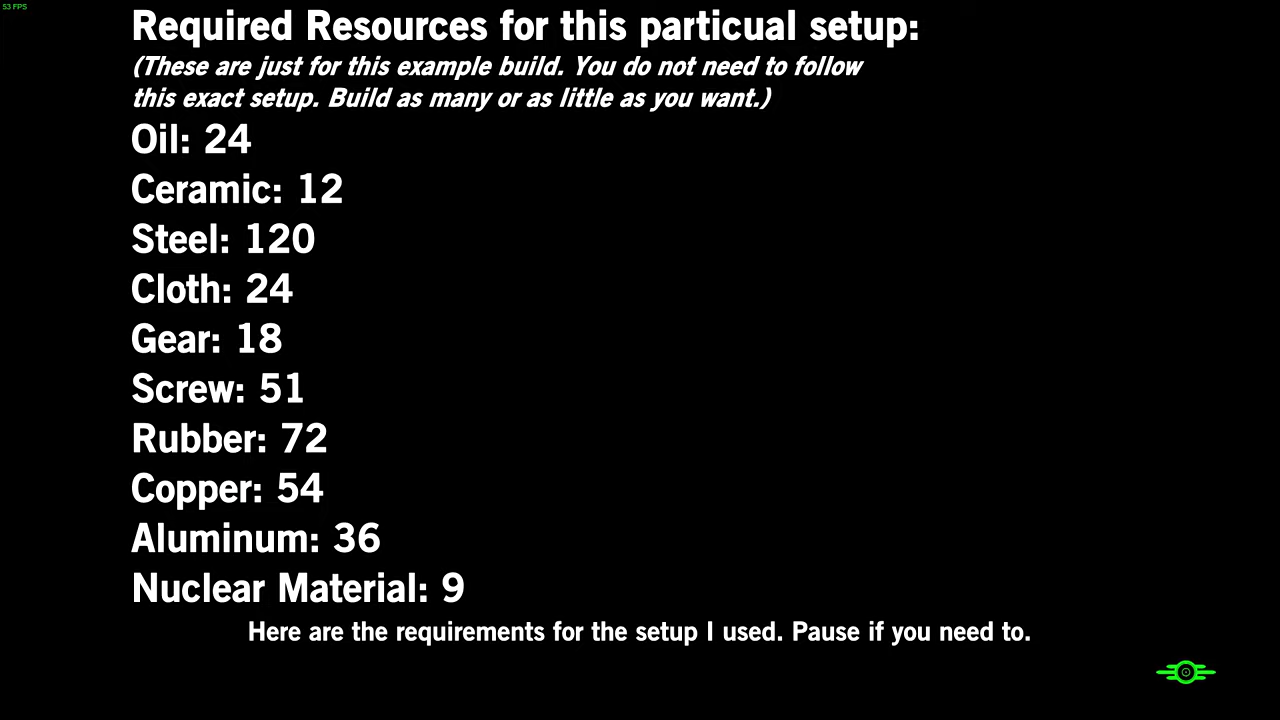 53 FPS
Required Resources for this particual setup:
(These are just for this example build. You do not need to follow
this exact setup. Build as many or as little as you want.)
Oil: 24
Ceramic: 12
Steel: 120
Cloth: 24
Gear: 18
Screw: 51
Rubber: 72
Copper: 54
Aluminum: 36
Nuclear Material: 9
Here are the requirements for the setup I used. Pause if you need to.